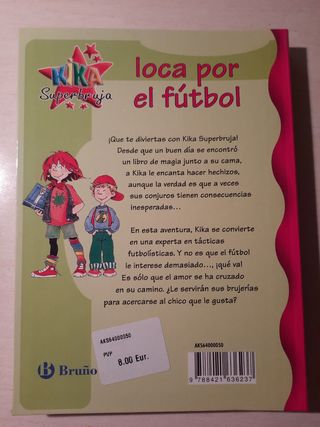 KIKA
Superbruja
loca por
el fútbol
¡Que te diviertas con Kika Superbruja!
Desde que un buen día se encontró
un libro de magia junto a su cama,
a Kika le encanta hacer hechizos,
aunque la verdad es que a veces
sus conjuros tienen consecuencias
inesperadas...
En esta aventura, Kika se convierte
en una experta en tácticas
futbolísticas. Y no es que el fútbol
le interese demasiado..., ¡qué va!
Es sólo que el amor se ha cruzado
en su camino. ¿Le servirán sus brujerías
para acercarse al chico que le gusta?
AKS64000050
PVP
8.00 Eur.
AKS64000050
Bruño
9 788421 636237